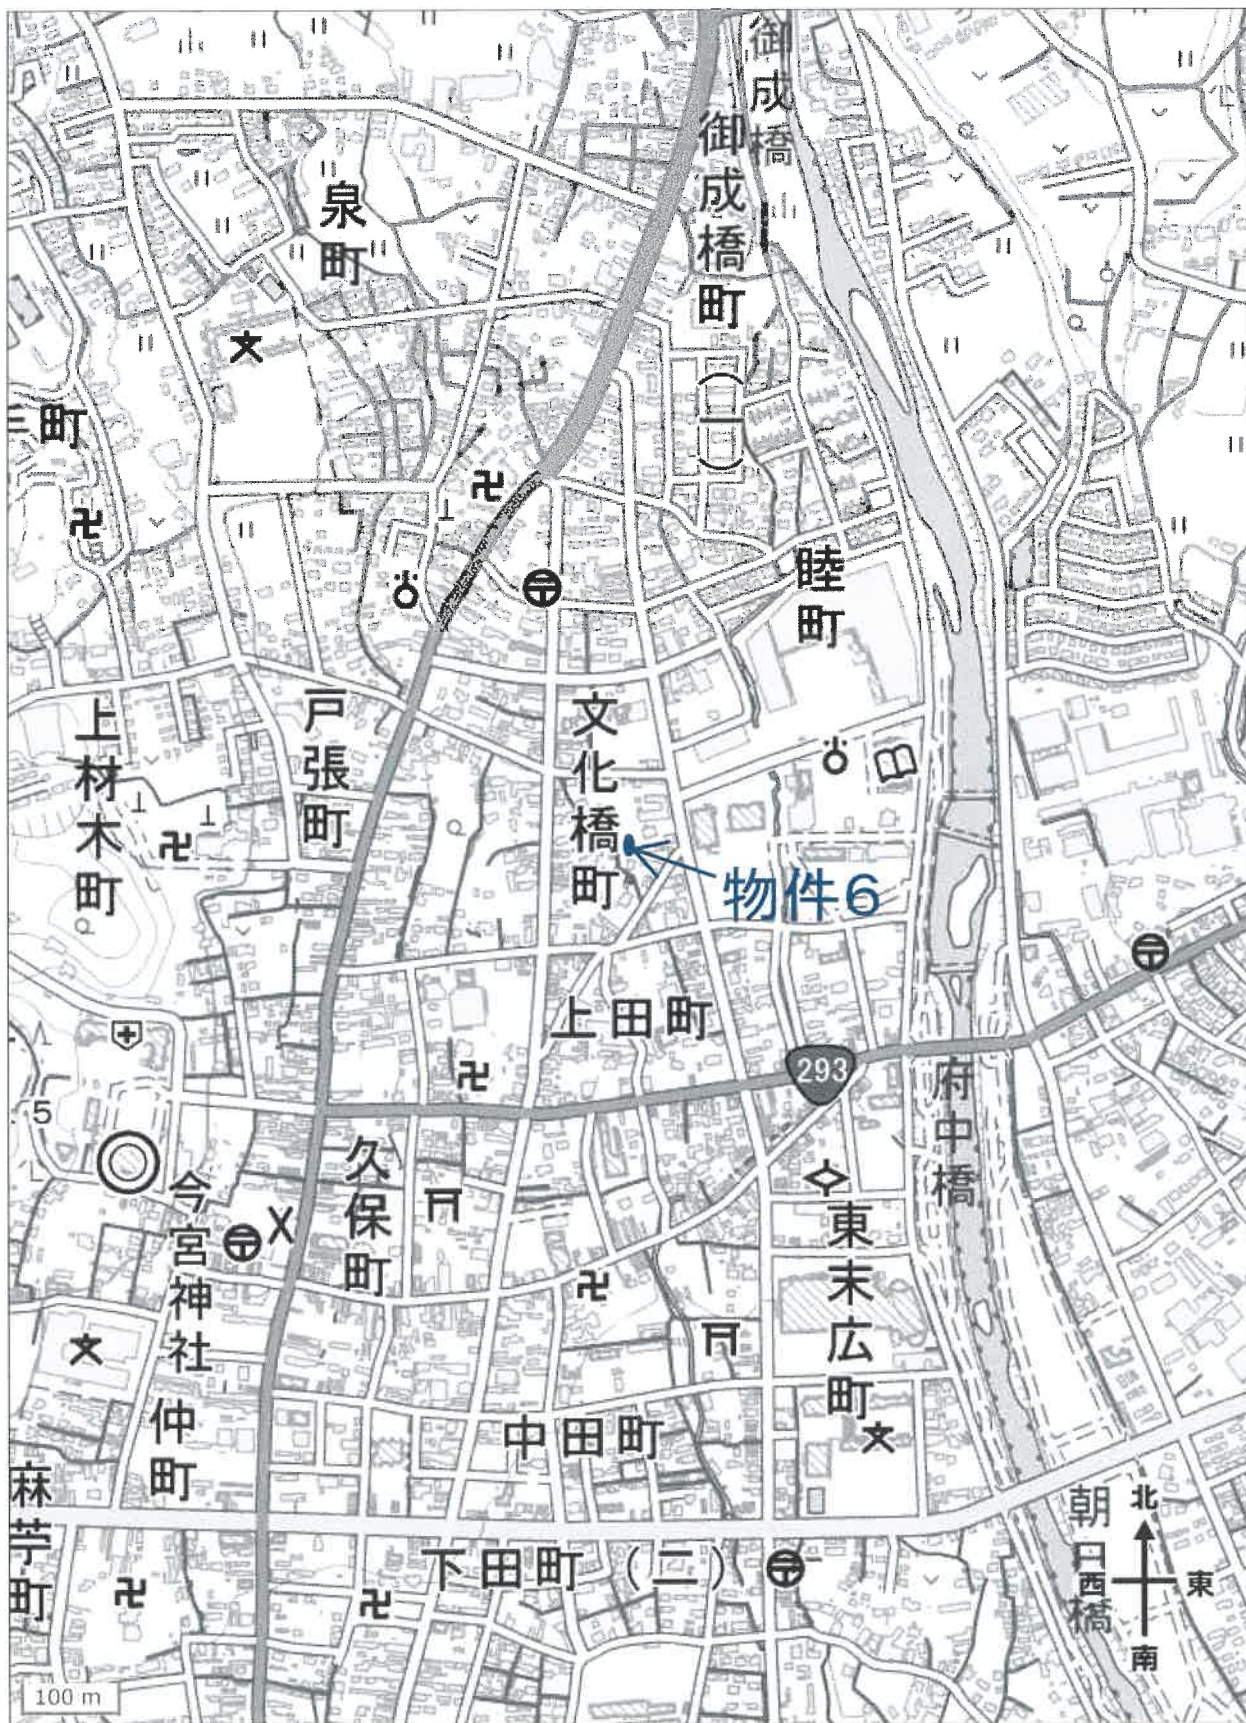 御成橋
御成橋町(一)
泉町
三町
睦町
文化橋町
戸張町
上材木町
物件6
上田町
293
府中橋
5
久保町
今宮神社
東末広町
仲町
中田町
麻苧町
下田町(二)
朝日橋
北
西
東
南
100 m